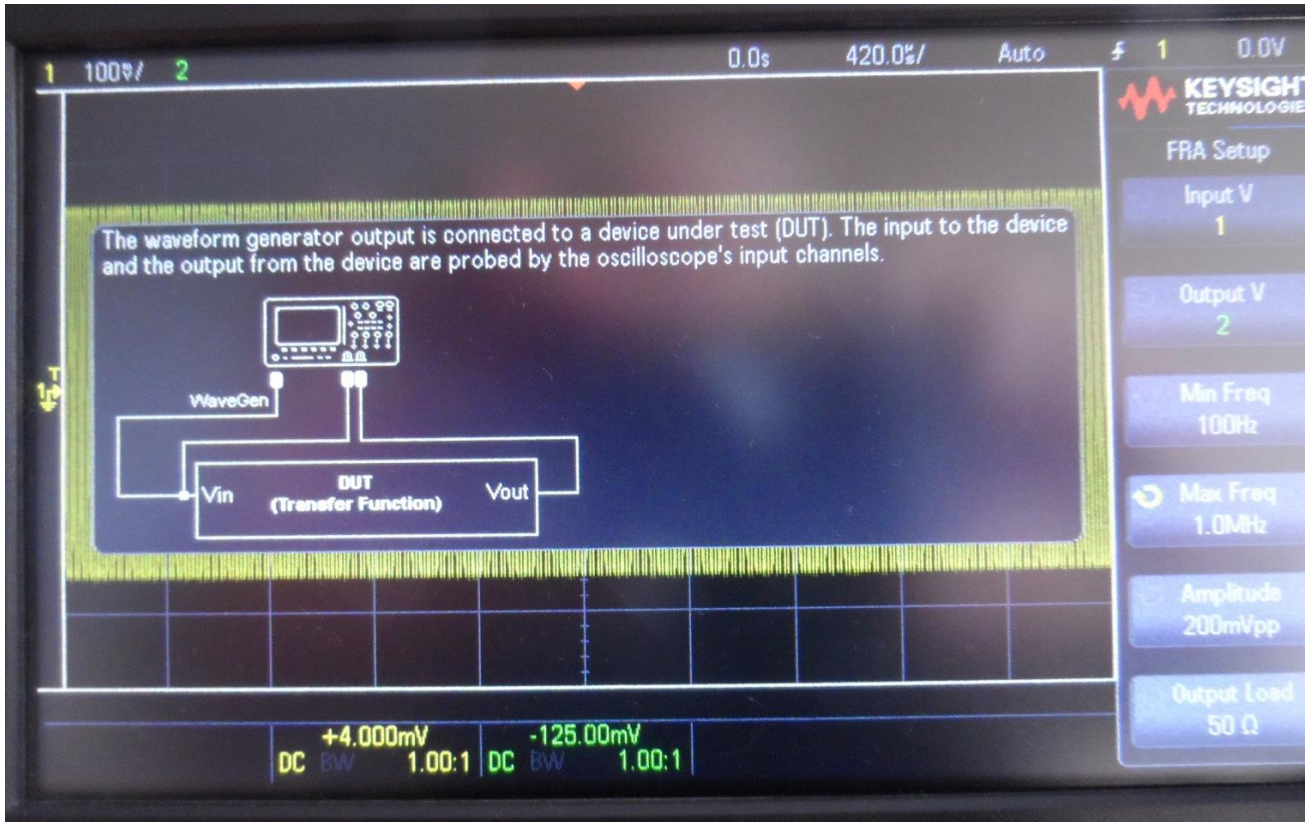 1 100mV/ 2 0.0s 420.0us/ Auto 1 0.0V
KEYSIGHT
TECHNOLOGIE
FRA Setup
Input V
1
Output V
2
Min Freq
100Hz
Max Freq
1.0MHz
Amplitude
200mVpp
Output Load
50 Ω
The waveform generator output is connected to a device under test (DUT). The input to the device
and the output from the device are probed by the oscilloscope's input channels.
WaveGen
Vin
DUT
(Transfer Function)
Vout
T
1
+4.000mV -125.00mV
DC BW 1.00:1 DC BW 1.00:1